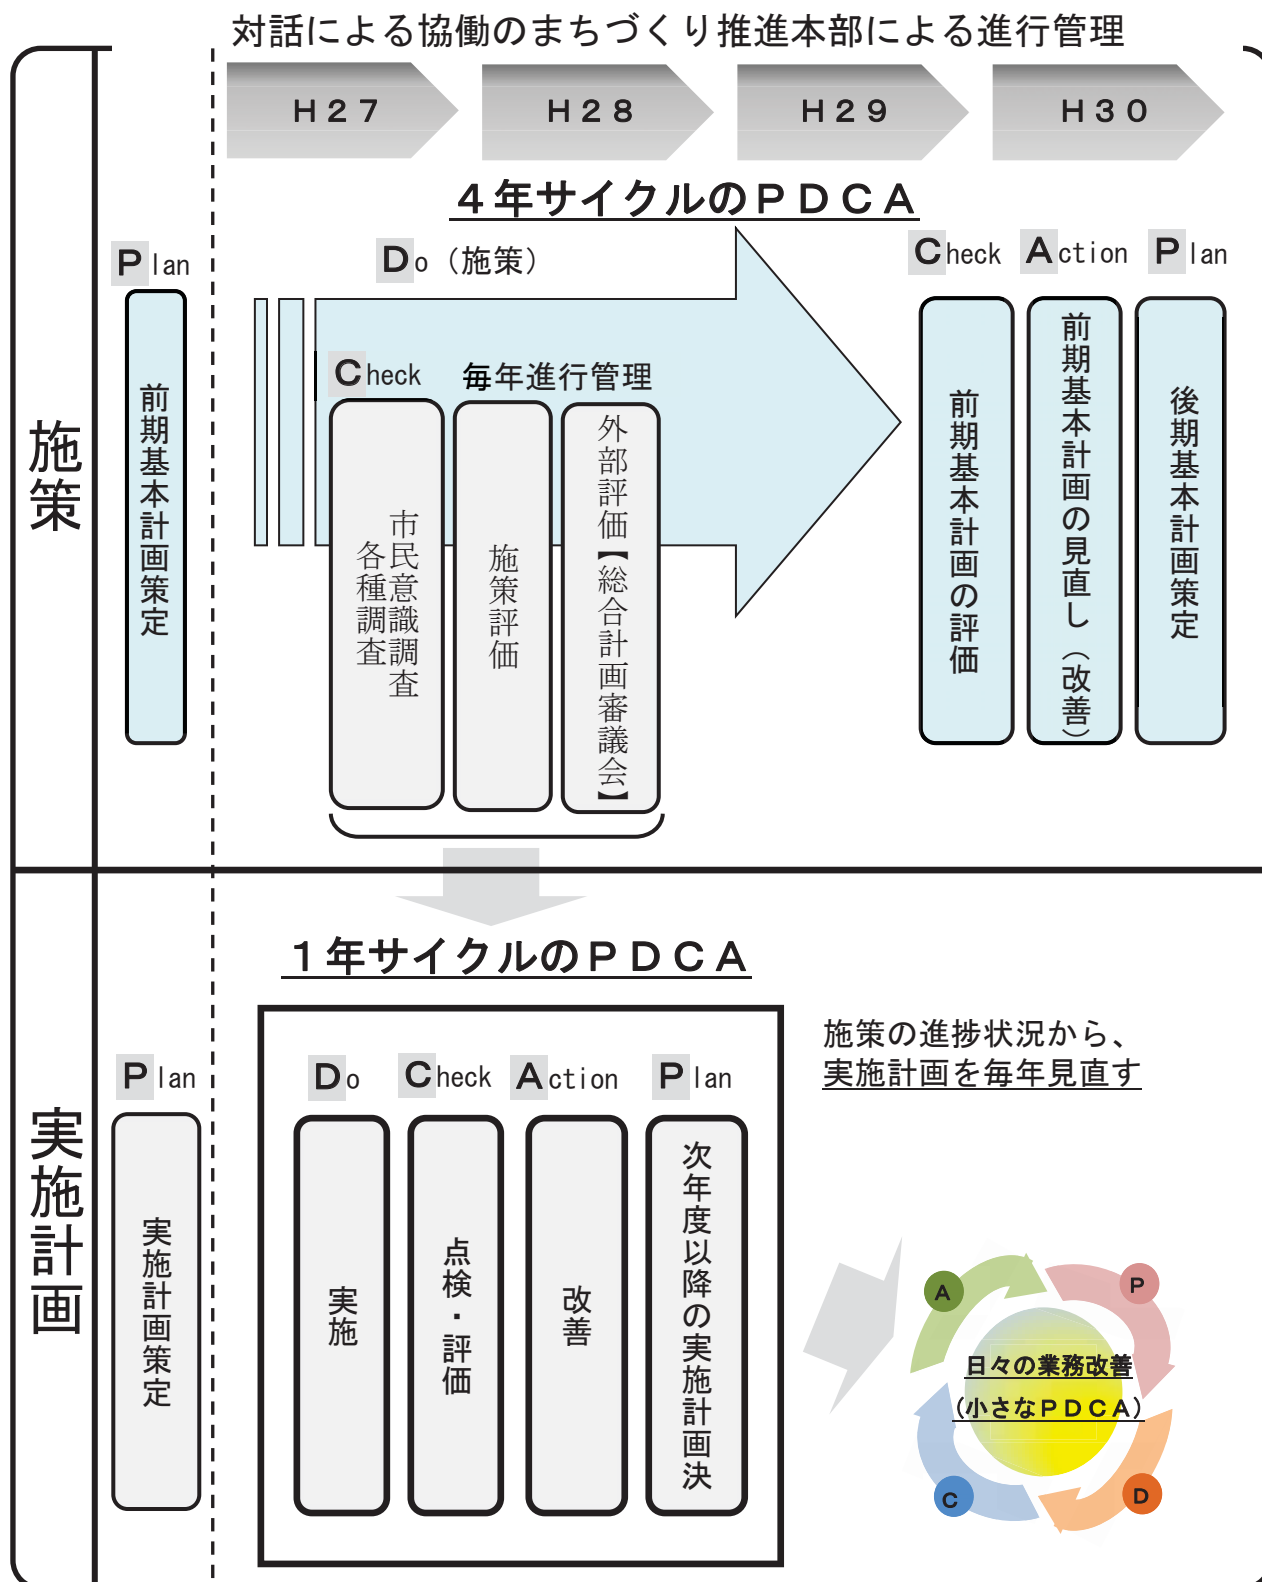 対話による協働のまちづくり推進本部による進行管理
H27
H28
H29
H30
4年サイクルのPDCA
施策
Plan
前期基本計画策定
Do（施策）
Check
毎年進行管理
市民意識調査
各種調査
施策評価
外部評価【総合計画審議会】
Check
前期基本計画の評価
Action
前期基本計画の見直し（改善）
Plan
後期基本計画策定
1年サイクルのPDCA
実施計画
Plan
実施計画策定
Do
実施
Check
点検・評価
Action
改善
Plan
次年度以降の実施計画決
施策の進捗状況から、
実施計画を毎年見直す
A
P
日々の業務改善
(小さなPDCA)
C
D